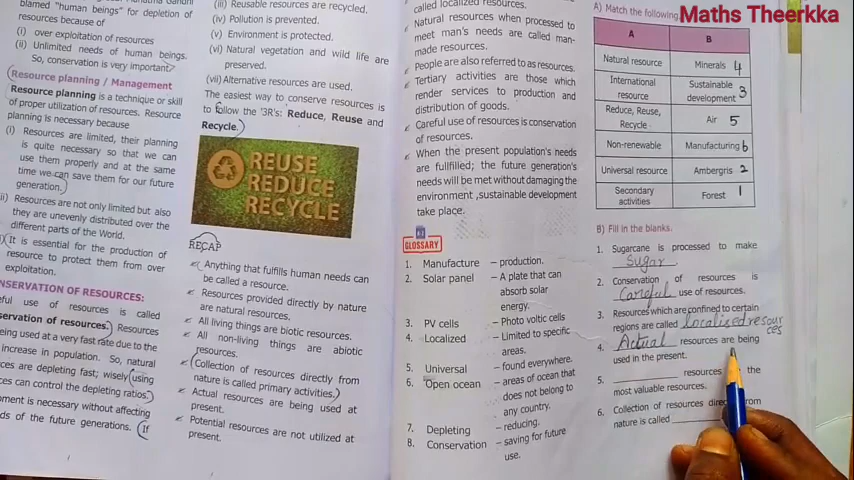 blamed "human beings" for depletion of
resources because of
(i) over exploitation of resources
(ii) Unlimited needs of human beings.
So, conservation is very important.
Resource planning / Management
Resource planning is a technique or skill
of proper utilization of resources. Resource
planning is necessary because
(i) Resources are limited, their planning
is quite necessary so that we can
use them properly and at the same
time we can save them for our future
generation.
ii) Resources are not limited but also
they are unevenly distributed over the
different parts of the World.
It is essential for the production of
resource to protect them from over
exploitation.
NSERVATION OF RESOURCES:
eful use of resources is called
servation of resources. Resources
eing used at a very fast rate due to the
increase in population. So, natural
ces are depleting fast; wisely using
ces can control the depleting ratios.
pment is necessary without affecting
ds of the future generations. If
(iii) Reusable resources are recycled.
(iv) Pollution is prevented.
(v) Environment is protected.
(vi) Natural vegetation and wild life are
preserved.
(vii) Alternative resources are used.
The easiest way to conserve resources is
to follow the '3R's: Reduce, Reuse and
Recycle.
REUSE
REDUCE
RECYCLE
RECAP
Anything that fulfills human needs can
be called a resource.
Resources provided directly by nature
are natural resources.
All living things are biotic resources.
All non-living things are abiotic
resources.
Collection of resources directly from
nature is called primary activities.
Actual resources are being used at
present.
Potential resources are not utilized at
present.
called localized resources.
Natural resources when processed to
meet man's needs are called man-
made resources.
People are also referred to as resources.
Tertiary activities are those which
render services to production and
distribution of goods.
Careful use of resources is conservation
of resources.
When the present population's needs
are fullfilled; the future generation's
needs will be met without damaging the
environment ,sustainable development
take place.
GLOSSARY
1. Manufacture – production.
2. Solar panel – A plate that can
absorb solar
energy.
3. PV cells – Photo voltic cells
4. Localized – Limited to specific
areas.
5. Universal – found everywhere.
6. Open ocean – areas of ocean that
does not belong to
any country.
7. Depleting – reducing.
8. Conservation – saving for future
use.
Maths Theerkka
A) Match the following.
A B
Natural resource Minerals 4
International resource Sustainable development 3
Reduce, Reuse, Recycle Air 5
Non-renewable Manufacturing 6
Universal resource Ambergris 2
Secondary activities Forest 1
B) Fill in the blanks.
1. Sugarcane is processed to make
Sugar
2. Conservation of resources is
Careful use of resources.
3. Resources which are confined to certain
regions are called localised resour
ces
4. Actual resources are being
used in the present.
5. ________ resources the
most valuable resources.
6. Collection of resources from
nature is called ________